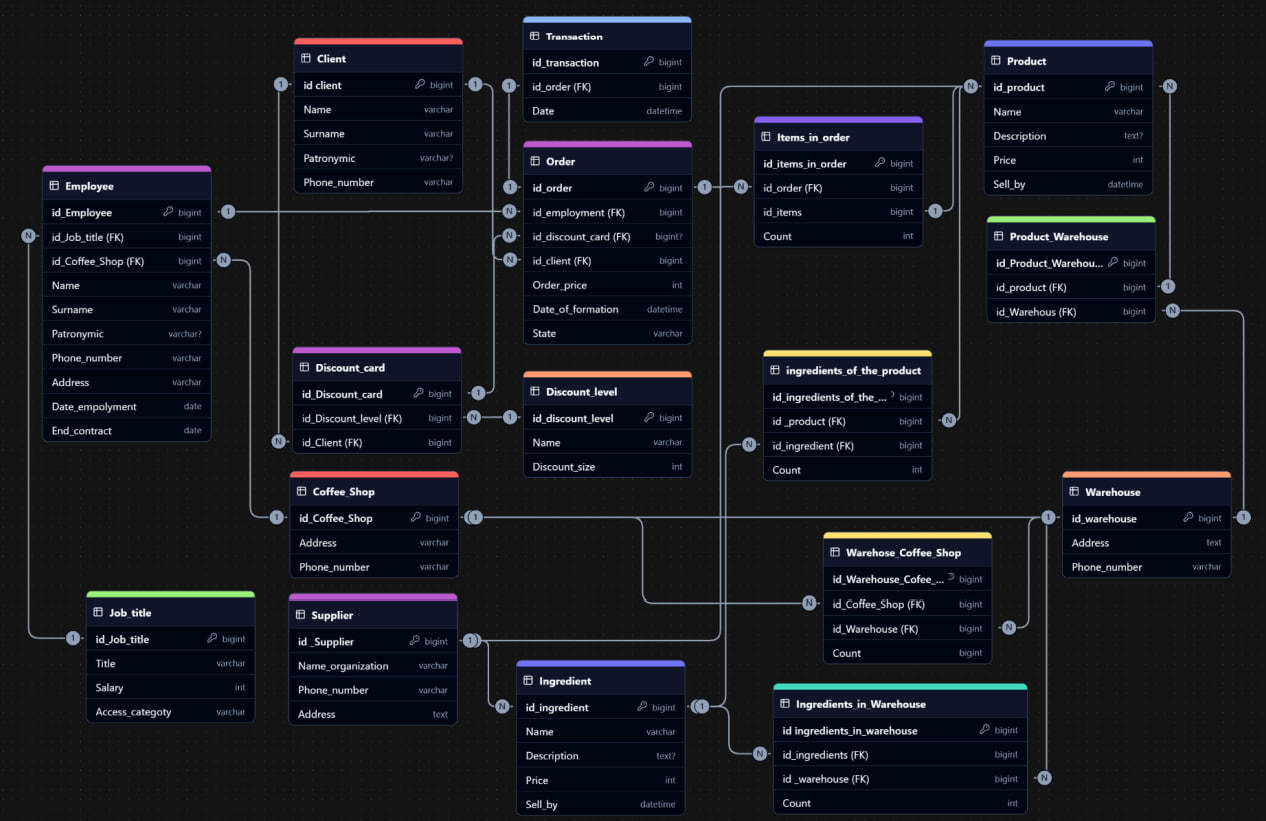 Transaction
id_transaction bigint
id_order (FK) bigint
Date datetime
Client
id client bigint
Name varchar
Surname varchar
Patronymic varchar?
Phone_number varchar
Product
id_product bigint
Name varchar
Description text?
Price int
Sell_by datetime
Items_in_order
id_items_in_order bigint
id_order (FK) bigint
id_items bigint
Count int
Order
id_order bigint
id_employment (FK) bigint
id_discount_card (FK) bigint?
id_client (FK) bigint
Order_price int
Date_of_formation datetime
State varchar
Employee
id_Employee bigint
id_Job_title (FK) bigint
id_Coffee_Shop (FK) bigint
Name varchar
Surname varchar
Patronymic varchar?
Phone_number varchar
Address varchar
Date_empolyment date
End_contract date
Product_Warehouse
id_Product_Warehou... bigint
id_product (FK) bigint
id_Warehous (FK) bigint
Discount_card
id_Discount_card bigint
id_Discount_level (FK) bigint
id_Client (FK) bigint
Discount_level
id_discount_level bigint
Name varchar
Discount_size int
ingredients_of_the_product
id_ingredients_of_the_... bigint
id _product (FK) bigint
id_ingredient (FK) bigint
Count int
Coffee_Shop
id_Coffee_Shop bigint
Address varchar
Phone_number varchar
Warehouse
id_warehouse bigint
Address text
Phone_number varchar
Warehose_Coffee_Shop
id_Warehouse_Cofee_... bigint
id_Coffee_Shop (FK) bigint
id_Warehouse (FK) bigint
Count bigint
Job_title
id_Job_title bigint
Title varchar
Salary int
Access_categoty varchar
Supplier
id _Supplier bigint
Name_organization varchar
Phone_number varchar
Address text
Ingredient
id_ingredient bigint
Name varchar
Description text?
Price int
Sell_by datetime
Ingredients_in_Warehouse
id ingredients_in_warehouse bigint
id_ingredients (FK) bigint
id _warehouse (FK) bigint
Count int